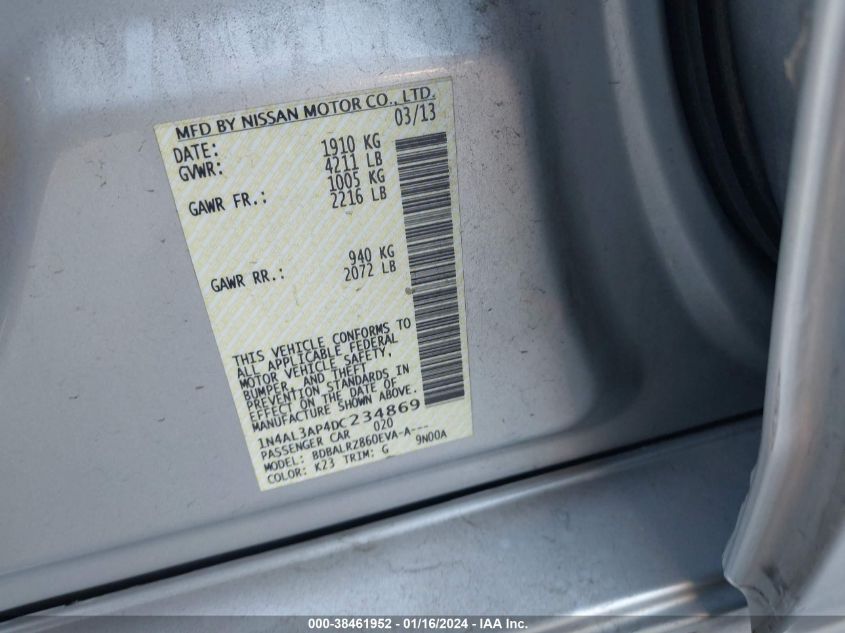 MFD BY NISSAN MOTOR CO., LTD.
DATE: 03/13
GVWR: 1910 KG
4211 LB
GAWR FR.: 1005 KG
2216 LB
GAWR RR.: 940 KG
2072 LB
THIS VEHICLE CONFORMS TO
ALL APPLICABLE FEDERAL
MOTOR VEHICLE SAFETY,
BUMPER, AND THEFT
PREVENTION STANDARDS IN
EFFECT ON THE DATE OF
MANUFACTURE SHOWN ABOVE.
1N4AL3AP4DC234869
PASSENGER CAR 020
MODEL: BDBALRZ860EVA-A---
COLOR: K23 TRIM: G 9N00A
000-38461952 - 01/16/2024 - IAA Inc.